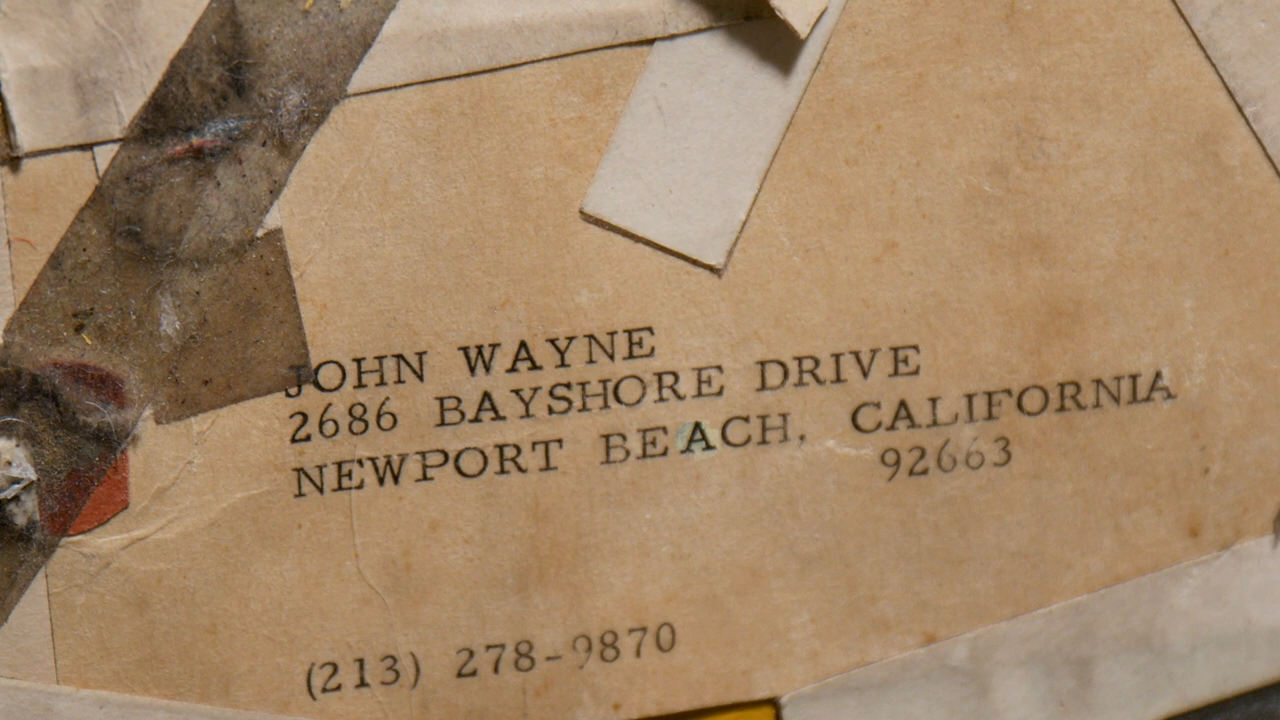 JOHN WAYNE
2686 BAYSHORE DRIVE
NEWPORT BEACH, CALIFORNIA
92663
(213) 278-9870